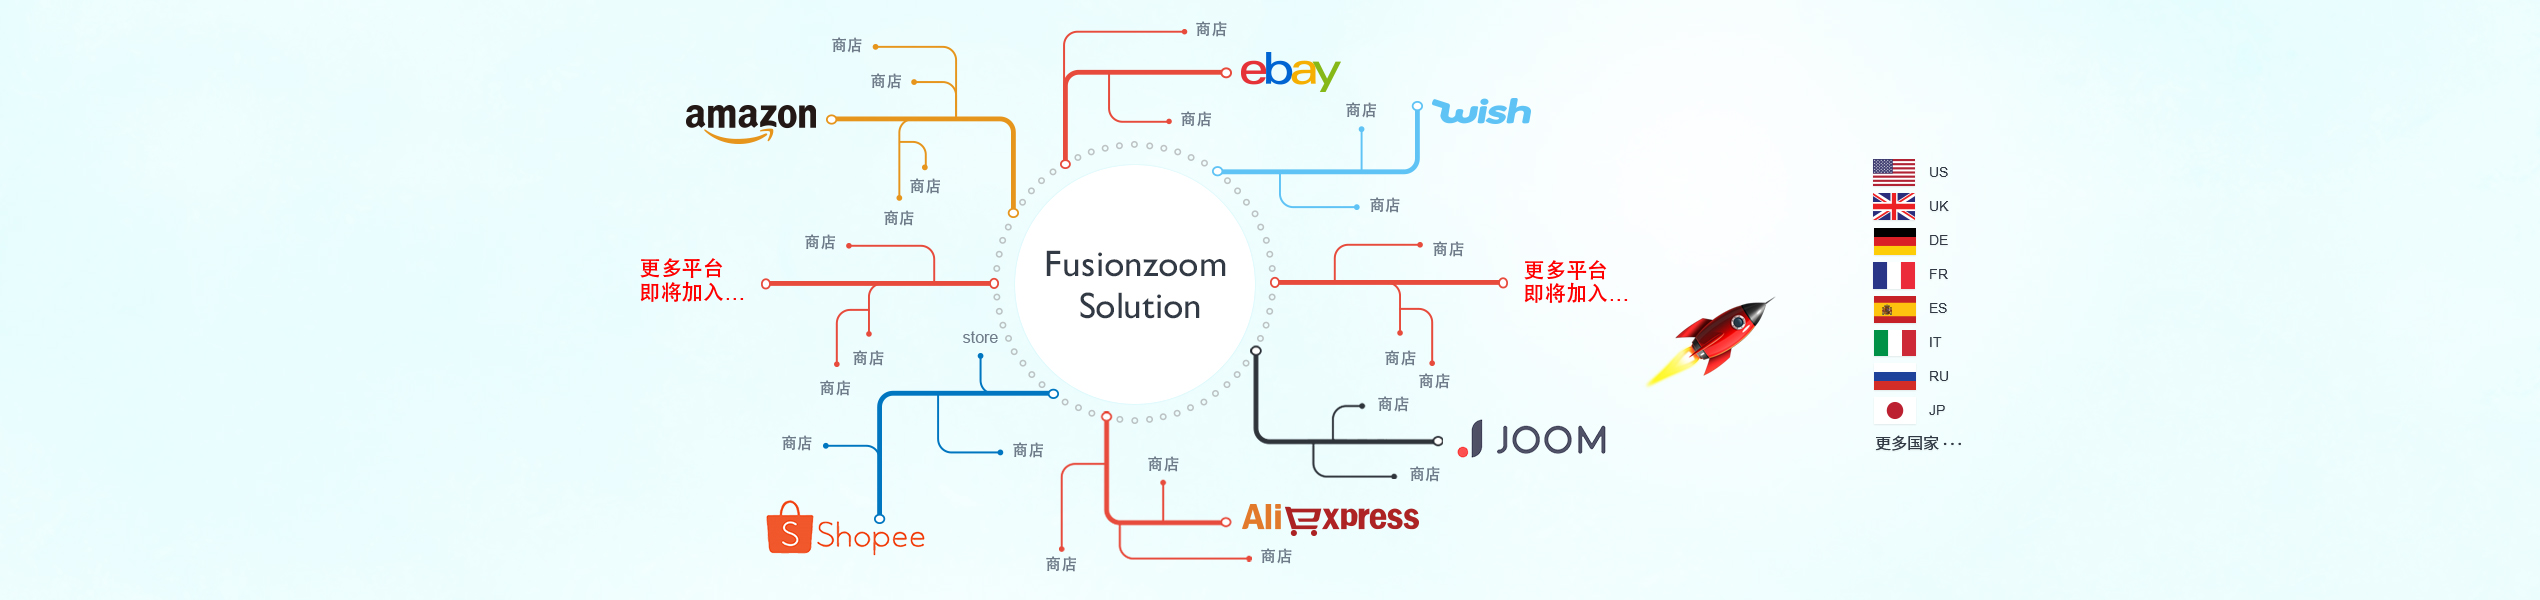 商店
商店
amazon
商店
商店
商店
ebay
商店
商店
wish
商店
商店
更多平台
即将加入...
商店
商店
Fusionzoom
Solution
商店
更多平台
即将加入...
商店
商店
store
商店
商店
S Shopee
商店
商店
AliExpress
商店
商店
JOOM
商店
US
UK
DE
FR
ES
IT
RU
JP
更多国家 ···